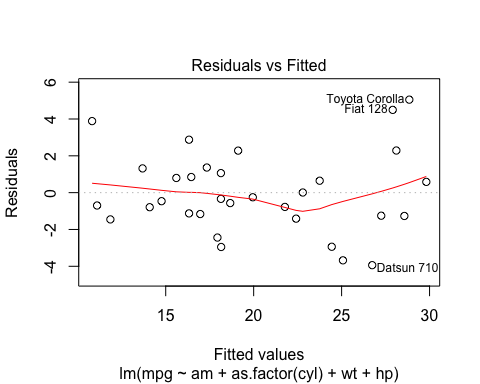 Residuals vs Fitted
Residuals
6
4
2
0
-2
-4
Toyota Corolla
Fiat 128
Datsun 710
15
20
25
30
Fitted values
lm(mpg ~ am + as.factor(cyl) + wt + hp)